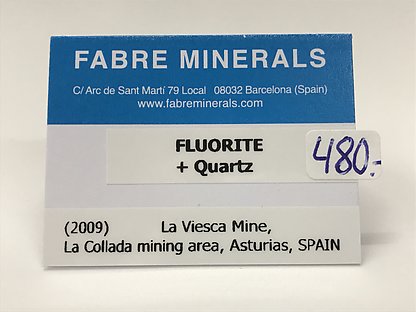 FABRE MINERALS
C/ Arc de Sant Martí 79 Local 08032 Barcelona (Spain)
www.fabreminerals.com
FLUORITE
+ Quartz
480.-
(2009) La Viesca Mine,
La Collada mining area, Asturias, SPAIN